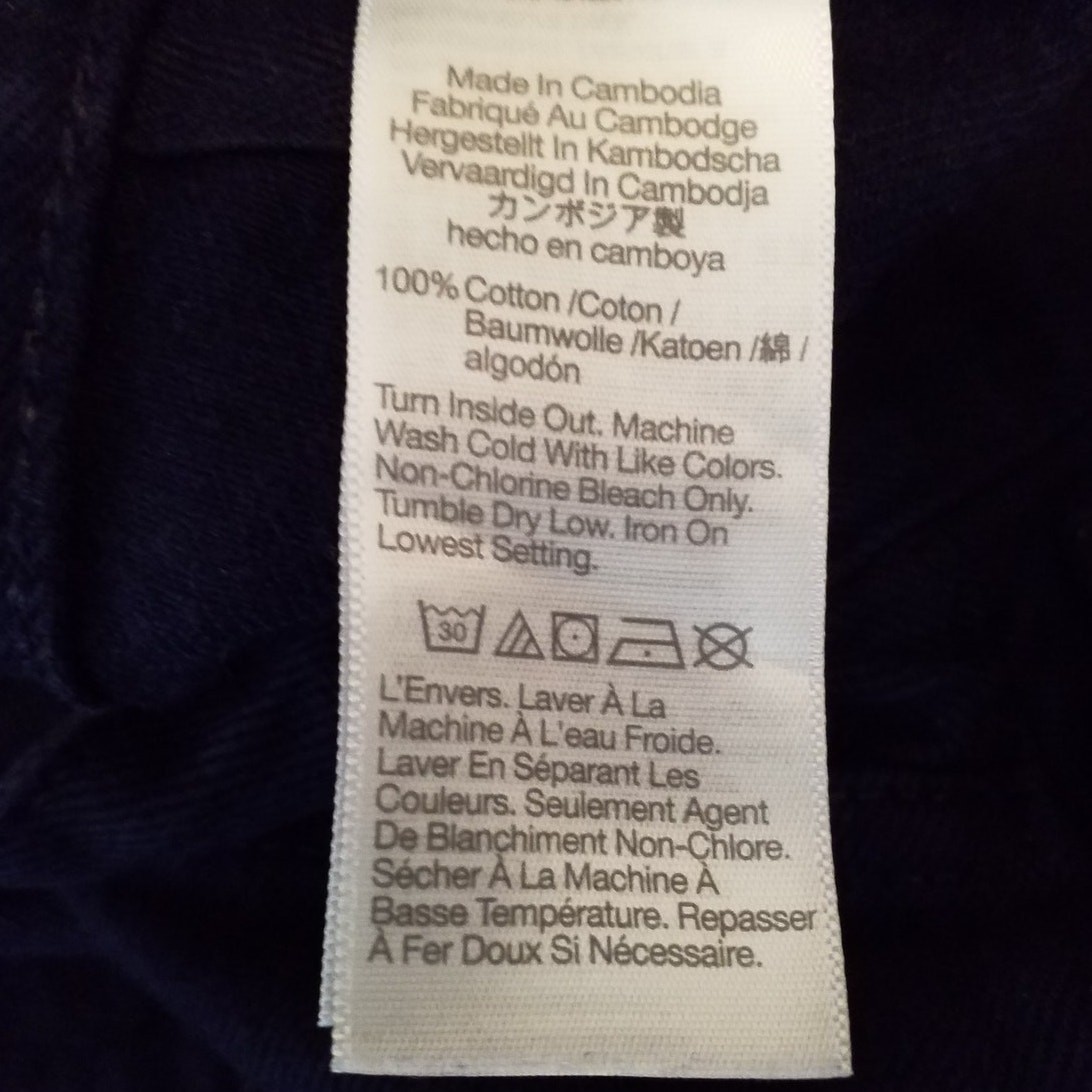 Made In Cambodia
Fabriqué Au Cambodge
Hergestellt In Kambodscha
Vervaardigd In Cambodja
カンボジア製
hecho en camboya
100% Cotton /Coton /
Baumwolle /Katoen /綿 /
algodón
Turn Inside Out. Machine
Wash Cold With Like Colors.
Non-Chlorine Bleach Only.
Tumble Dry Low. Iron On
Lowest Setting.
30
L'Envers. Laver À La
Machine À L'eau Froide.
Laver En Séparant Les
Couleurs. Seulement Agent
De Blanchiment Non-Chlore.
Sécher À La Machine À
Basse Température. Repasser
À Fer Doux Si Nécessaire.